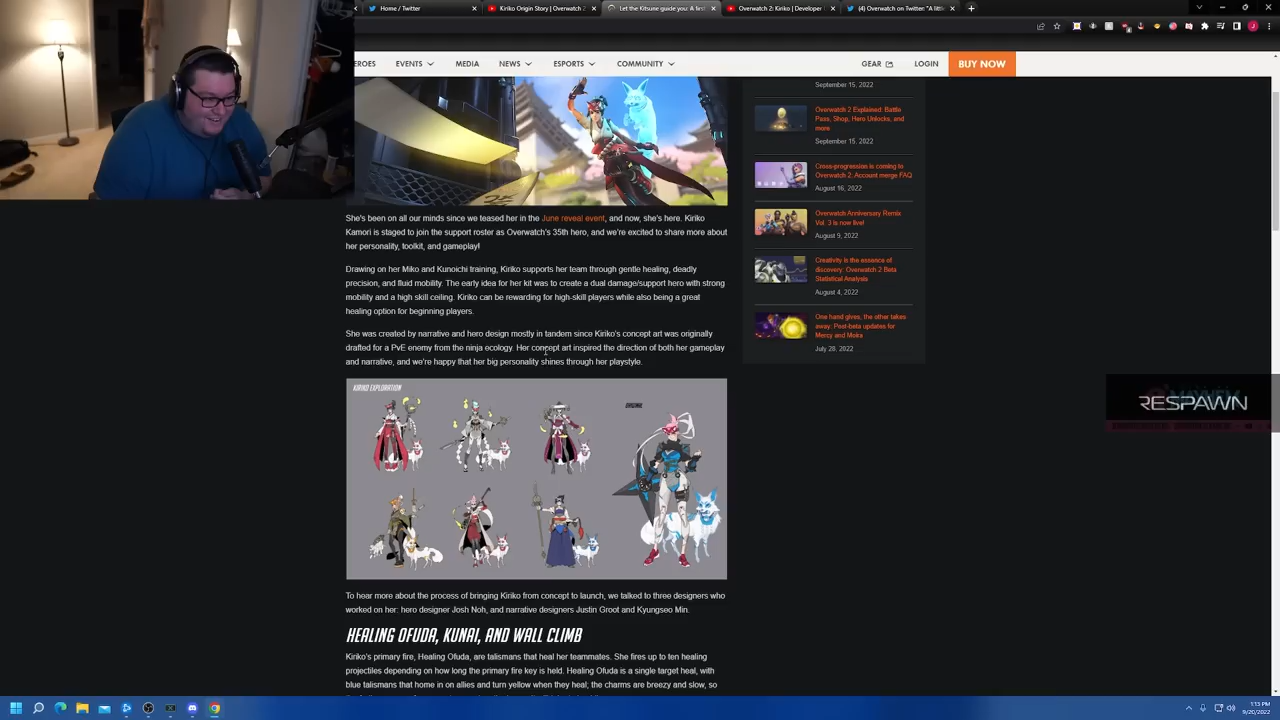 Home / Twitter
Kiriko Origin Story | Overwatch 2
Let the Kitsune guide you: A first
Overwatch 2: Kiriko | Developer
(4) Overwatch on Twitter: "A little
EROES
EVENTS
MEDIA
NEWS
ESPORTS
COMMUNITY
GEAR
LOGIN
BUY NOW
She's been on all our minds since we teased her in the June reveal event, and now, she's here. Kiriko
Kamori is staged to join the support roster as Overwatch's 35th hero, and we're excited to share more about
her personality, toolkit, and gameplay!
Drawing on her Miko and Kunoichi training, Kiriko supports her team through gentle healing, deadly
precision, and fluid mobility. The early idea for her kit was to create a dual damage/support hero with strong
mobility and a high skill ceiling. Kiriko can be rewarding for high-skill players while also being a great
healing option for beginning players.
She was created by narrative and hero design mostly in tandem since Kiriko's concept art was originally
drafted for a PvE enemy from the ninja ecology. Her concept art inspired the direction of both her gameplay
and narrative, and we're happy that her big personality shines through her playstyle.
KIRIKO EXPLORATION
ORIGINAL
To hear more about the process of bringing Kiriko from concept to launch, we talked to three designers who
worked on her: hero designer Josh Noh, and narrative designers Justin Groot and Kyungseo Min.
HEALING OFUDA, KUNAI, AND WALL CLIMB
Kiriko's primary fire, Healing Ofuda, are talismans that heal her teammates. She fires up to ten healing
projectiles depending on how long the primary fire key is held. Healing Ofuda is a single target heal, with
blue talismans that home in on allies and turn yellow when they heal; the charms are breezy and slow, so
September 15, 2022
Overwatch 2 Explained: Battle
Pass, Shop, Hero Unlocks, and
more
September 15, 2022
Cross-progression is coming to
Overwatch 2: Account merge FAQ
August 16, 2022
Overwatch Anniversary Remix
Vol. 3 is now live!
August 9, 2022
Creativity is the essence of
discovery: Overwatch 2 Beta
Statistical Analysis
August 4, 2022
One hand gives, the other takes
away: Post-beta updates for
Mercy and Moira
July 28, 2022
RESPAWN
1:13 PM
9/20/2022